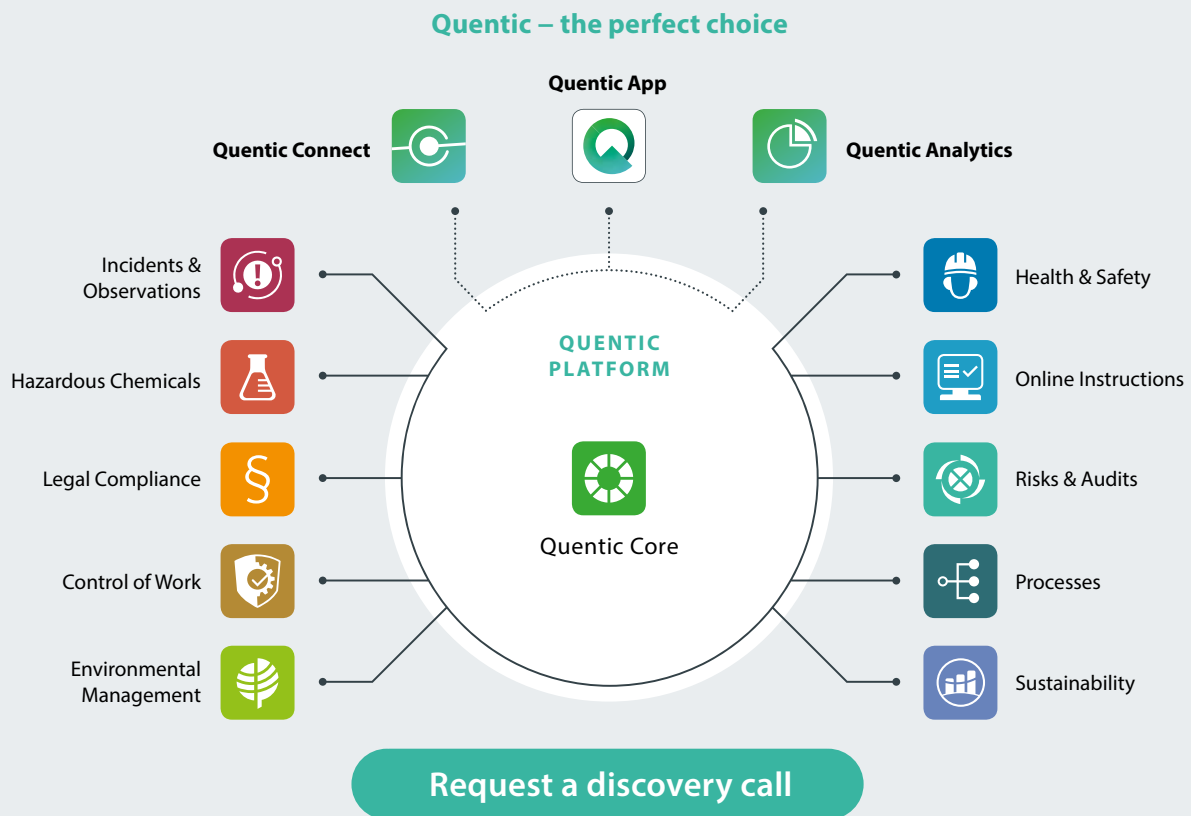 Quentic – the perfect choice
Quentic App
Quentic Connect
Quentic Analytics
Incidents &
Observations
Health & Safety
QUENTIC
PLATFORM
Hazardous Chemicals
Online Instructions
Legal Compliance
§
Risks & Audits
Quentic Core
Control of Work
Processes
Environmental
Management
Sustainability
Request a discovery call